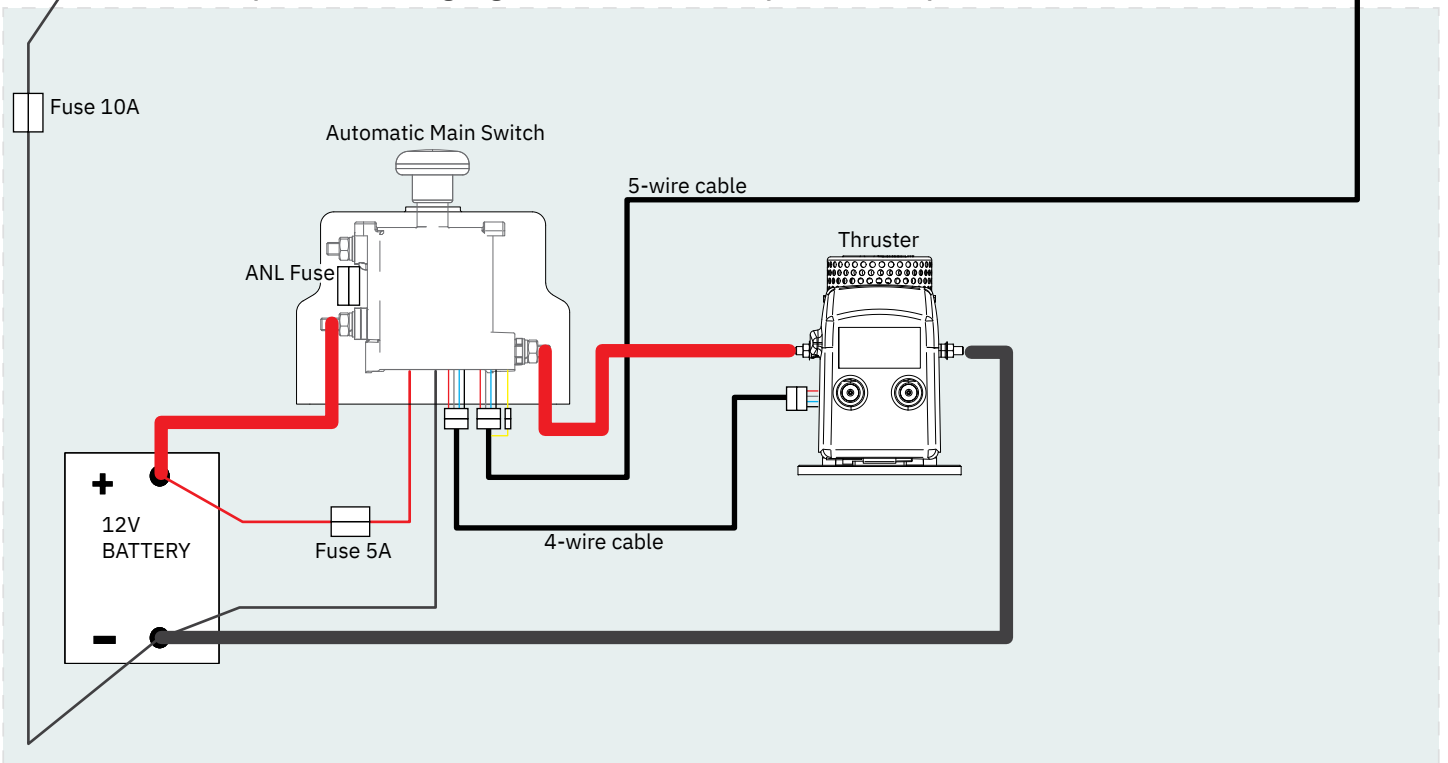 Fuse 10A
Automatic Main Switch
5-wire cable
Thruster
ANL Fuse
+
12V
BATTERY
Fuse 5A
4-wire cable
-